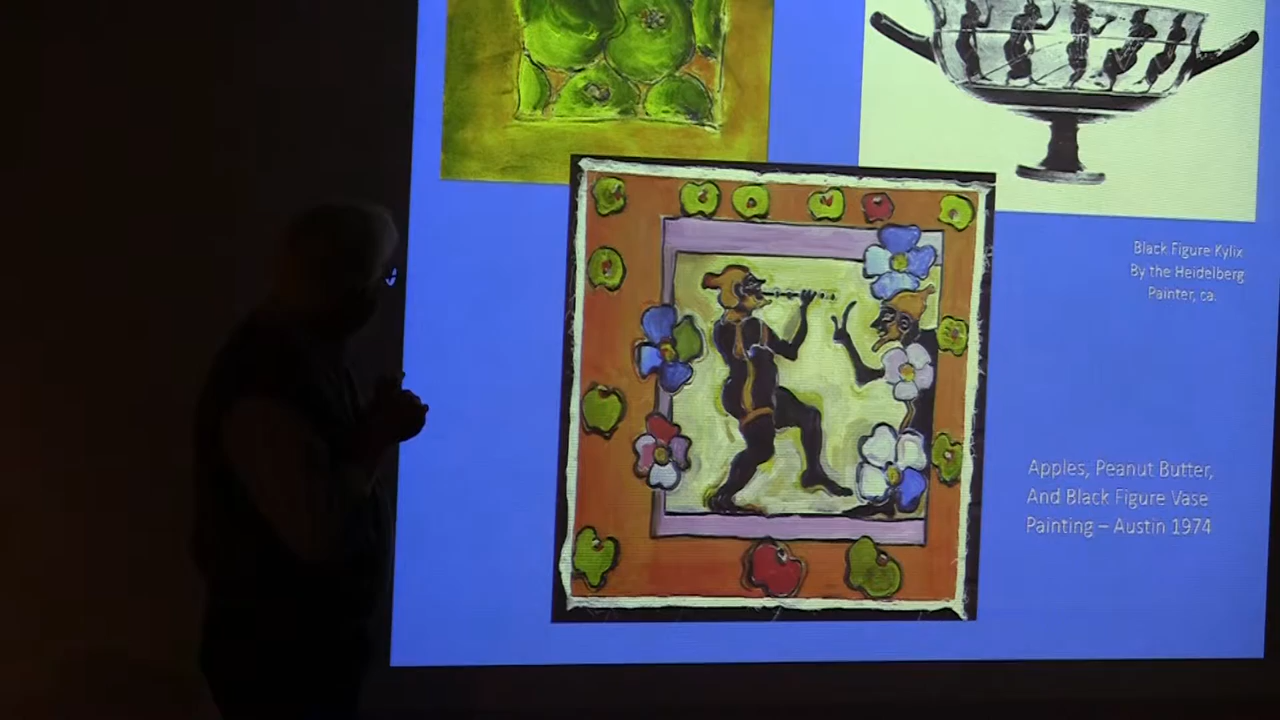 Black Figure Kylix
By the Heidelberg
Painter, ca.
Apples, Peanut Butter,
And Black Figure Vase
Painting – Austin 1974